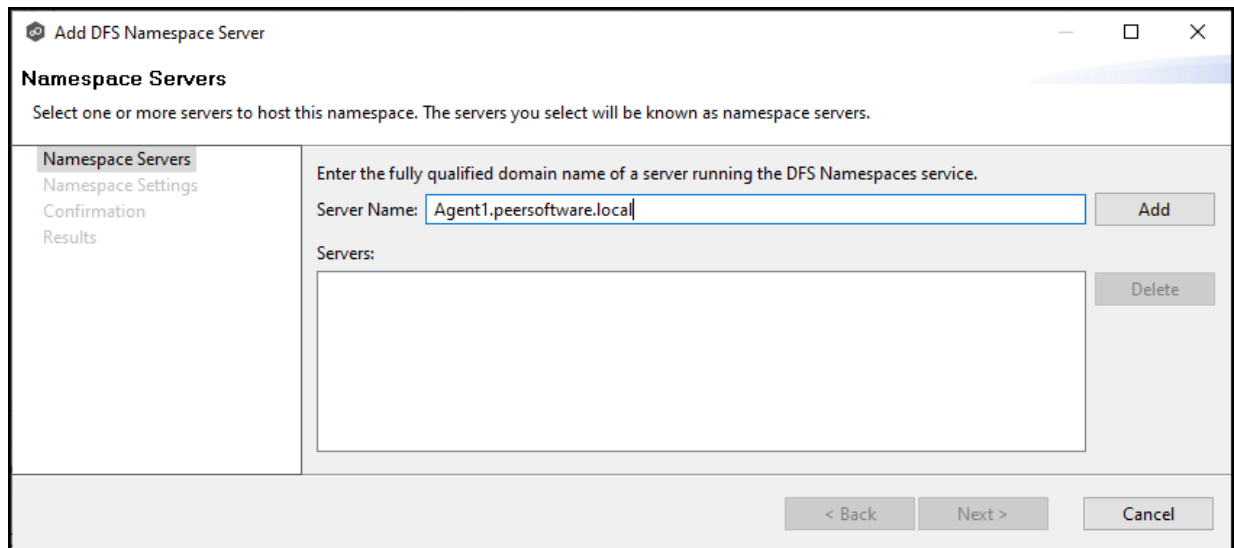 Add DFS Namespace Server
Namespace Servers
Select one or more servers to host this namespace. The servers you select will be known as namespace servers.
Namespace Servers
Namespace Settings
Confirmation
Results
Enter the fully qualified domain name of a server running the DFS Namespaces service.
Server Name: Agent1.peersoftware.local Add
Servers:
Delete
< Back Next > Cancel